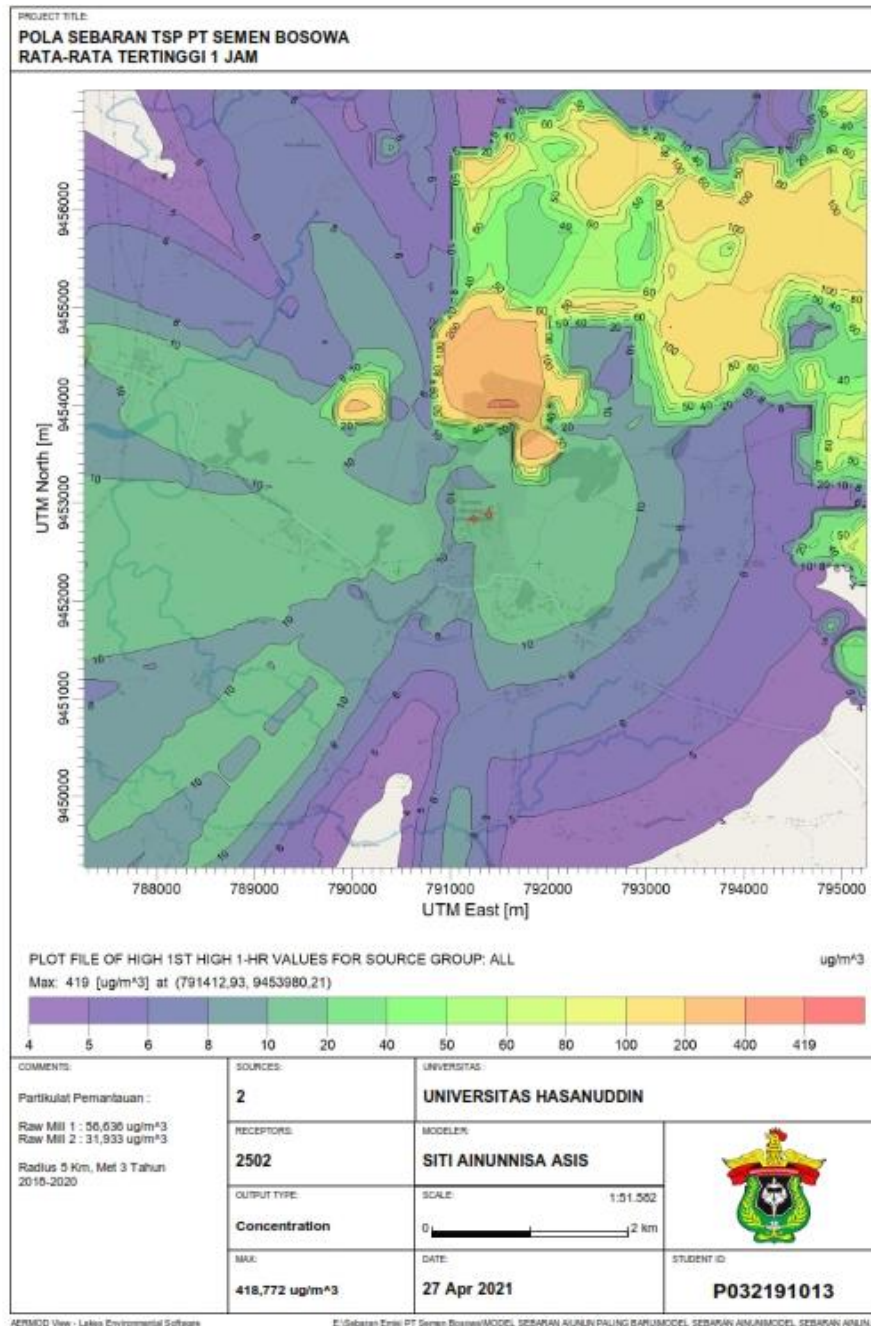 PROJECT TITLE:
POLA SEBARAN TSP PT SEMEN BOSOWA
RATA-RATA TERTINGGI 1 JAM
UTM North [m]
9456000
9455000
9454000
9453000
9452000
9451000
9450000
788000 789000 790000 791000 792000 793000 794000 795000
UTM East [m]
PLOT FILE OF HIGH 1ST HIGH 1-HR VALUES FOR SOURCE GROUP: ALL ug/m^3
Max: 419 [ug/m^3] at (791412,93, 9453980,21)
4 5 6 8 10 20 40 50 60 80 100 200 400 419
COMMENTS:
Partikulat Pemantauan :
Raw Mill 1 : 56,636 ug/m^3
Raw Mill 2 : 31,933 ug/m^3
Radius 5 Km, Met 3 Tahun
2018-2020
SOURCES:
2
UNIVERSITAS:
UNIVERSITAS HASANUDDIN
RECEPTORS:
2502
MODELER:
SITI AINUNNISA ASIS
OUTPUT TYPE:
Concentration
SCALE: 1:51.582
0 2 km
MAX:
418,772 ug/m^3
DATE:
27 Apr 2021
STUDENT ID:
P032191013
AERMOD View - Lakes Environmental Software